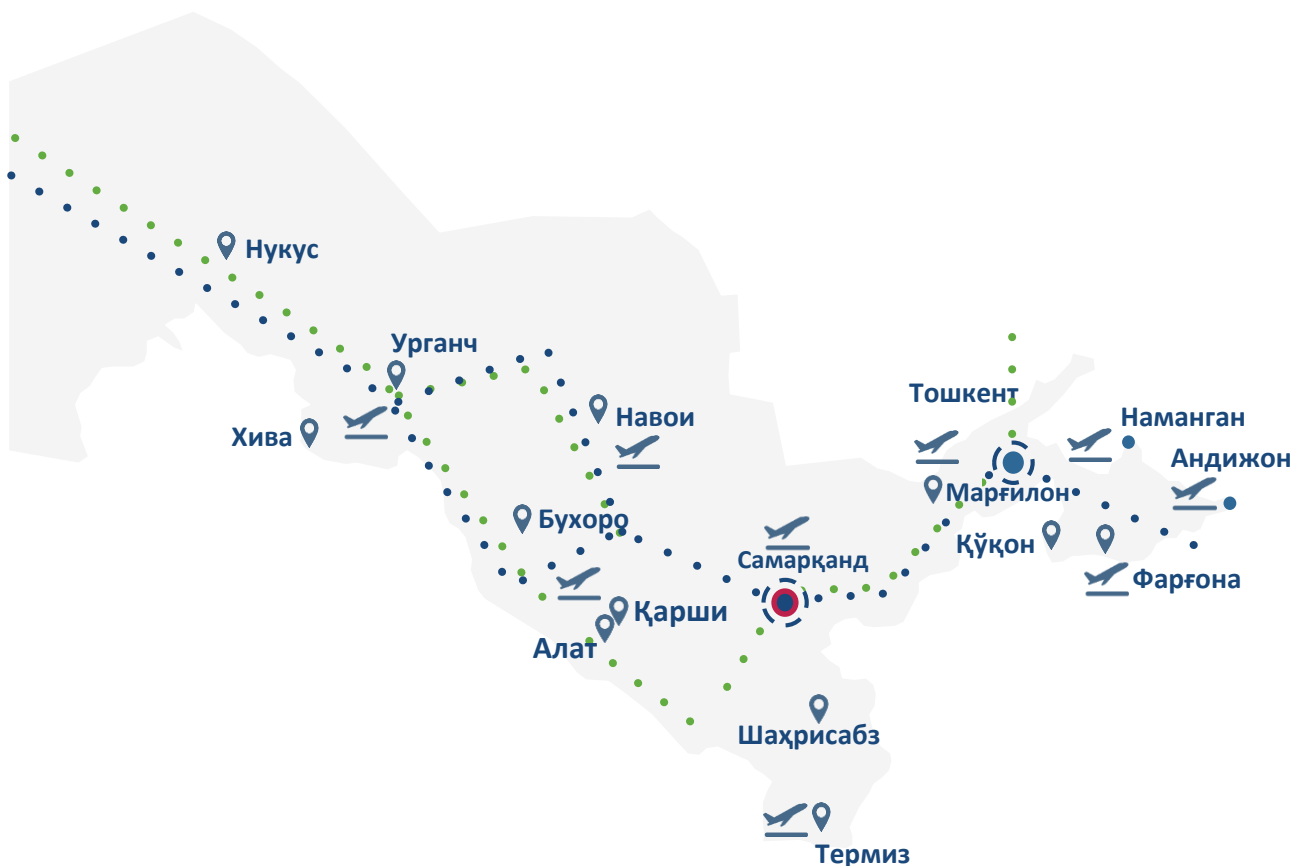 Нукус
Урганч
Тошкент
Навои
Хива
Наманган
Андижон
Марғилон
Бухоро
Қўқон
Самарқанд
Фарғона
Қарши
Алат
Шаҳрисабз
Термиз